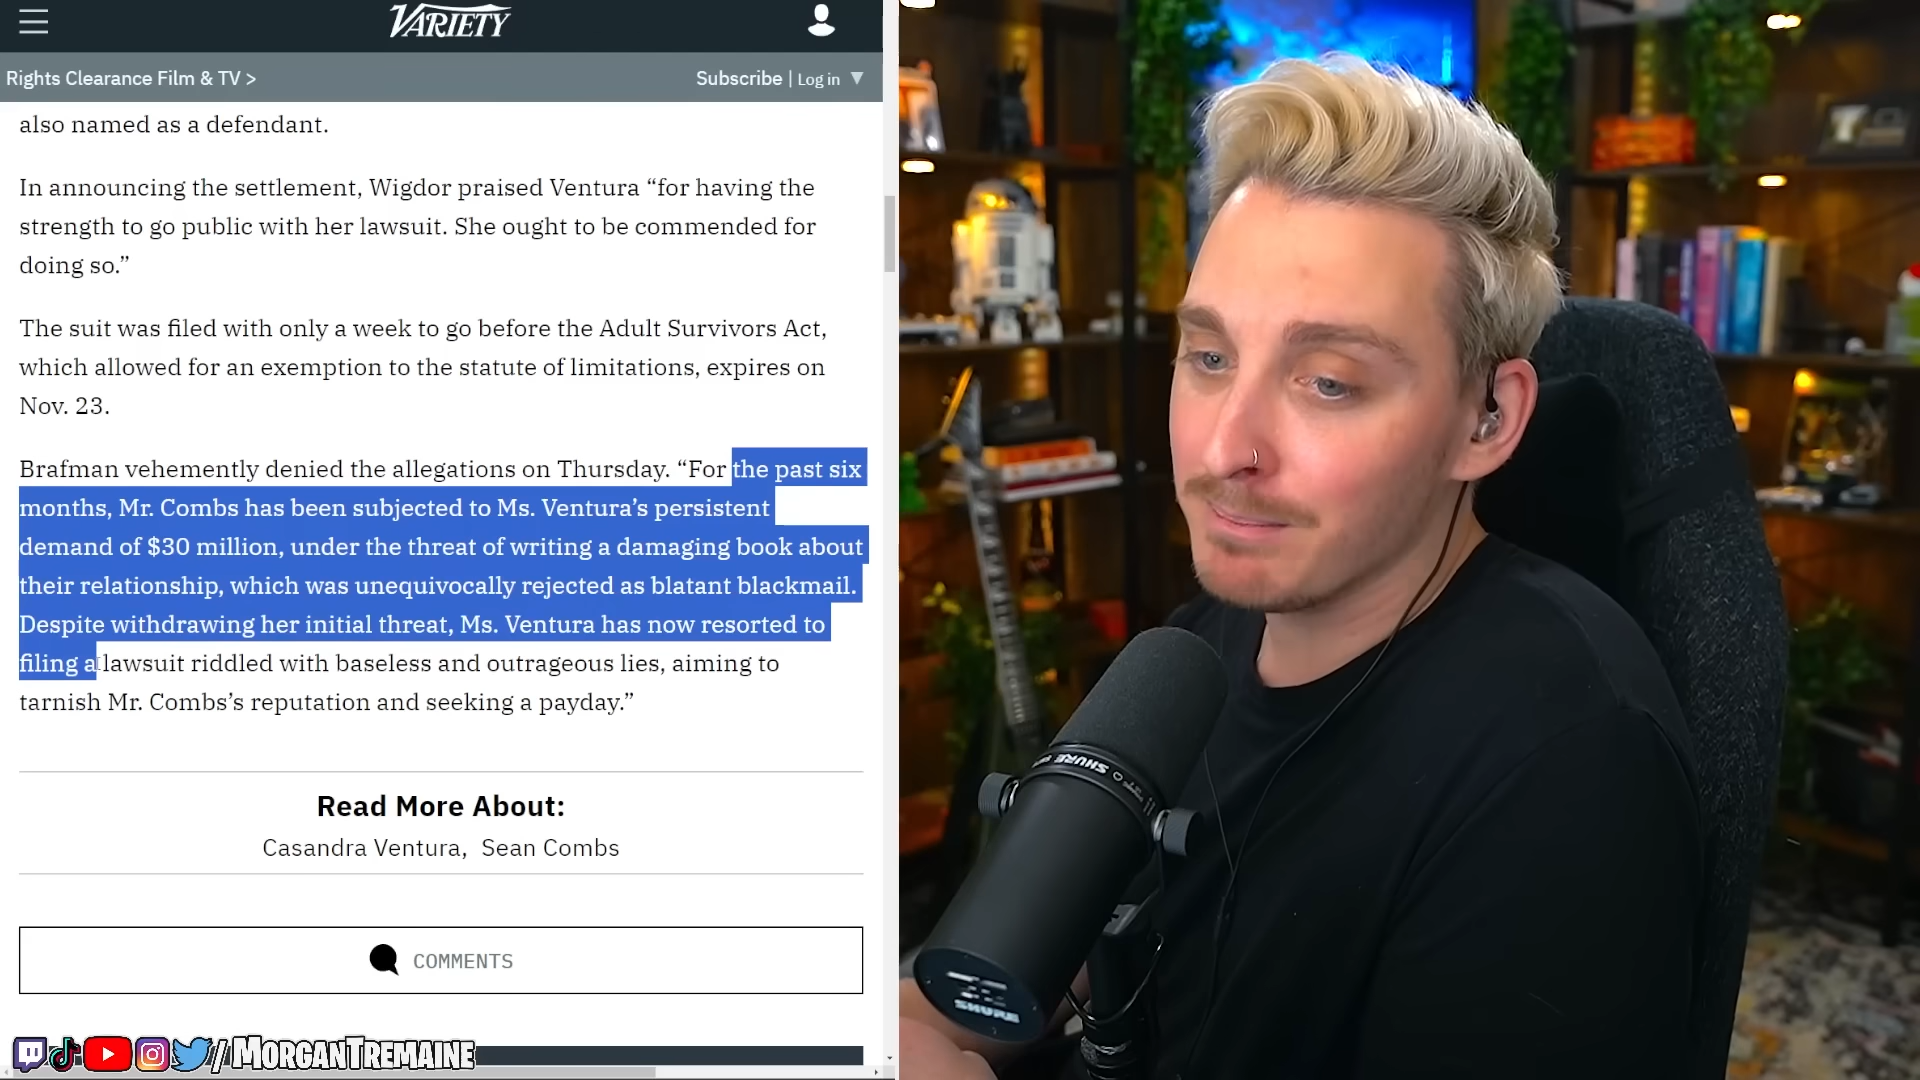 VARIETY
Rights Clearance Film & TV >
Subscribe | Log in ▼
also named as a defendant.
In announcing the settlement, Wigdor praised Ventura “for having the
strength to go public with her lawsuit. She ought to be commended for
doing so.”
The suit was filed with only a week to go before the Adult Survivors Act,
which allowed for an exemption to the statute of limitations, expires on
Nov. 23.
Brafman vehemently denied the allegations on Thursday. “For the past six
months, Mr. Combs has been subjected to Ms. Ventura’s persistent
demand of $30 million, under the threat of writing a damaging book about
their relationship, which was unequivocally rejected as blatant blackmail.
Despite withdrawing her initial threat, Ms. Ventura has now resorted to
filing a lawsuit riddled with baseless and outrageous lies, aiming to
tarnish Mr. Combs’s reputation and seeking a payday.”
Read More About:
Casandra Ventura, Sean Combs
COMMENTS
/MORGANTREMAINE
SHURE
SHURE